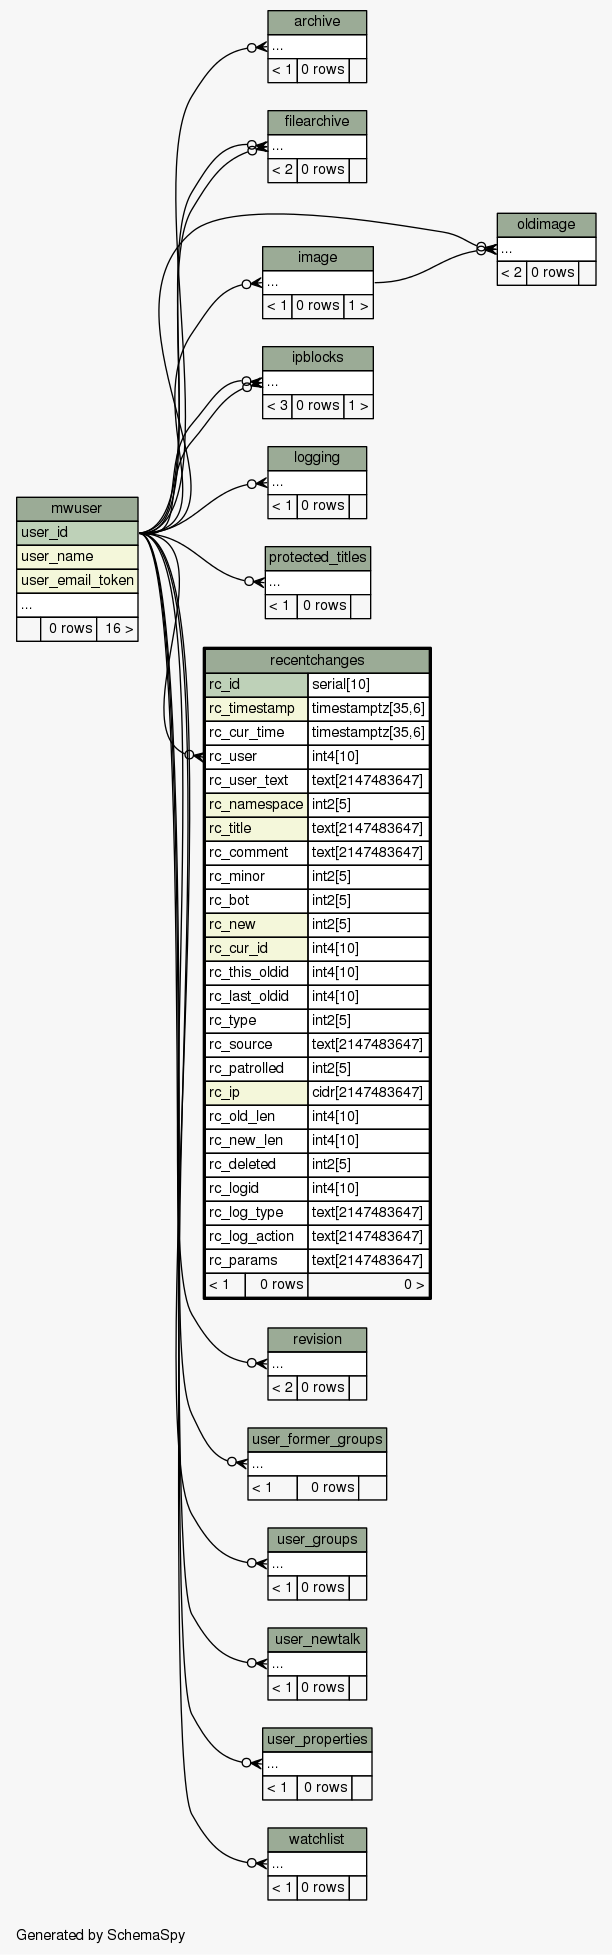 archive
...
< 1 0 rows
filearchive
...
< 2 0 rows
oldimage
...
< 2 0 rows
image
...
< 1 0 rows 1 >
ipblocks
...
< 3 0 rows 1 >
logging
...
< 1 0 rows
mwuser
user_id
user_name
user_email_token
...
0 rows 16 >
protected_titles
...
< 1 0 rows
recentchanges
rc_id serial[10]
rc_timestamp timestamptz[35,6]
rc_cur_time timestamptz[35,6]
rc_user int4[10]
rc_user_text text[2147483647]
rc_namespace int2[5]
rc_title text[2147483647]
rc_comment text[2147483647]
rc_minor int2[5]
rc_bot int2[5]
rc_new int2[5]
rc_cur_id int4[10]
rc_this_oldid int4[10]
rc_last_oldid int4[10]
rc_type int2[5]
rc_source text[2147483647]
rc_patrolled int2[5]
rc_ip cidr[2147483647]
rc_old_len int4[10]
rc_new_len int4[10]
rc_deleted int2[5]
rc_logid int4[10]
rc_log_type text[2147483647]
rc_log_action text[2147483647]
rc_params text[2147483647]
< 1 0 rows 0 >
revision
...
< 2 0 rows
user_former_groups
...
< 1 0 rows
user_groups
...
< 1 0 rows
user_newtalk
...
< 1 0 rows
user_properties
...
< 1 0 rows
watchlist
...
< 1 0 rows
Generated by SchemaSpy